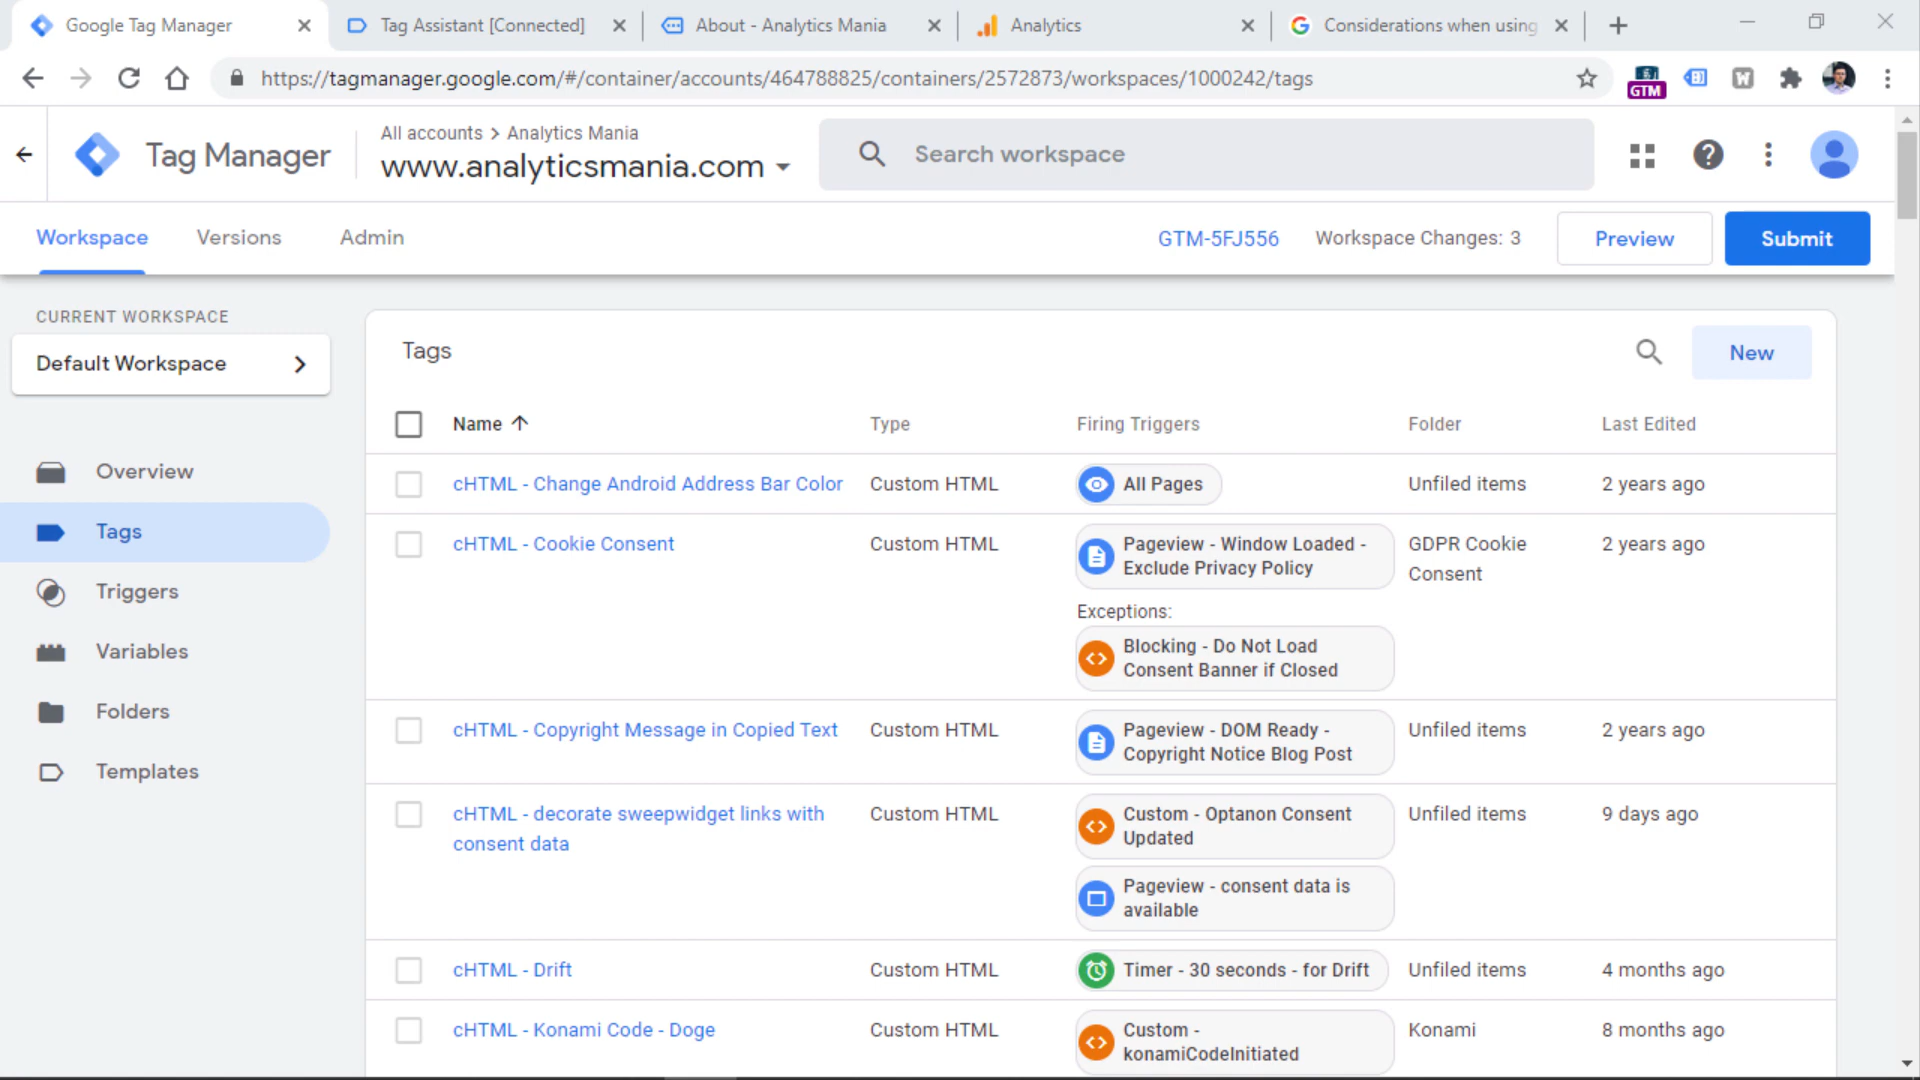 Google Tag Manager
Tag Assistant [Connected]
About - Analytics Mania
Analytics
Considerations when using
https://tagmanager.google.com/#/container/accounts/464788825/containers/2572873/workspaces/1000242/tags
GTM
W
Tag Manager
All accounts > Analytics Mania
www.analyticsmania.com
Search workspace
Workspace
Versions
Admin
GTM-5FJ556
Workspace Changes: 3
Preview
Submit
CURRENT WORKSPACE
Default Workspace
Overview
Tags
Triggers
Variables
Folders
Templates
Tags
New
Name
Type
Firing Triggers
Folder
Last Edited
cHTML - Change Android Address Bar Color
Custom HTML
All Pages
Unfiled items
2 years ago
cHTML - Cookie Consent
Custom HTML
Pageview - Window Loaded -
Exclude Privacy Policy
Exceptions:
Blocking - Do Not Load
Consent Banner if Closed
GDPR Cookie
Consent
2 years ago
cHTML - Copyright Message in Copied Text
Custom HTML
Pageview - DOM Ready -
Copyright Notice Blog Post
Unfiled items
2 years ago
cHTML - decorate sweepwidget links with
consent data
Custom HTML
Custom - Optanon Consent
Updated
Pageview - consent data is
available
Unfiled items
9 days ago
cHTML - Drift
Custom HTML
Timer - 30 seconds - for Drift
Unfiled items
4 months ago
cHTML - Konami Code - Doge
Custom HTML
Custom -
konamiCodeInitiated
Konami
8 months ago